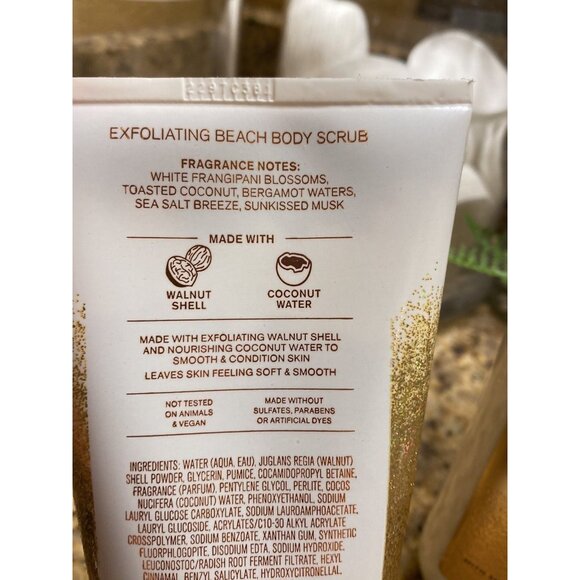 EXFOLIATING BEACH BODY SCRUB
FRAGRANCE NOTES:
WHITE FRANGIPANI BLOSSOMS,
TOASTED COCONUT, BERGAMOT WATERS,
SEA SALT BREEZE, SUNKISSED MUSK
MADE WITH
WALNUT
SHELL
COCONUT
WATER
MADE WITH EXFOLIATING WALNUT SHELL
AND NOURISHING COCONUT WATER TO
SMOOTH & CONDITION SKIN
LEAVES SKIN FEELING SOFT & SMOOTH
NOT TESTED
ON ANIMALS
& VEGAN
MADE WITHOUT
SULFATES, PARABENS
OR ARTIFICIAL DYES
INGREDIENTS: WATER (AQUA, EAU), JUGLANS REGIA (WALNUT)
SHELL POWDER, GLYCERIN, PUMICE, COCAMIDOPROPYL BETAINE,
FRAGRANCE (PARFUM), PENTYLENE GLYCOL, PERLITE, COCOS
NUCIFERA (COCONUT) WATER, PHENOXYETHANOL, SODIUM
LAURYL GLUCOSE CARBOXYLATE, SODIUM LAUROAMPHOACETATE,
LAURYL GLUCOSIDE, ACRYLATES/C10-30 ALKYL ACRYLATE
CROSSPOLYMER, SODIUM BENZOATE, XANTHAN GUM, SYNTHETIC
FLUORPHLOGOPITE, DISODIUM EDTA, SODIUM HYDROXIDE,
LEUCONOSTOC/RADISH ROOT FERMENT FILTRATE, HEXYL
CINNAMAL, BENZYL SALICYLATE, HYDROXYCITRONELLAL,